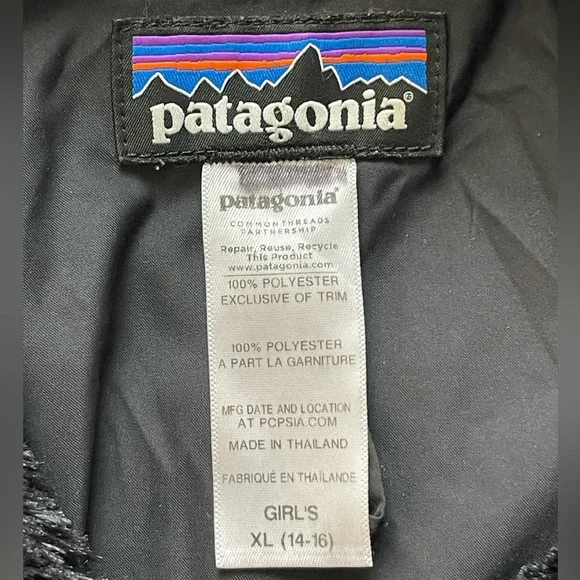 patagonia®
patagonia®
COMMON THREADS
PARTNERSHIP
Repair, Reuse, Recycle
This Product
www.patagonia.com
100% POLYESTER
EXCLUSIVE OF TRIM
100% POLYESTER
A PART LA GARNITURE
MFG DATE AND LOCATION
AT PCPSIA.COM
MADE IN THAILAND
FABRIQUÉ EN THAÏLANDE
GIRL'S
XL (14-16)